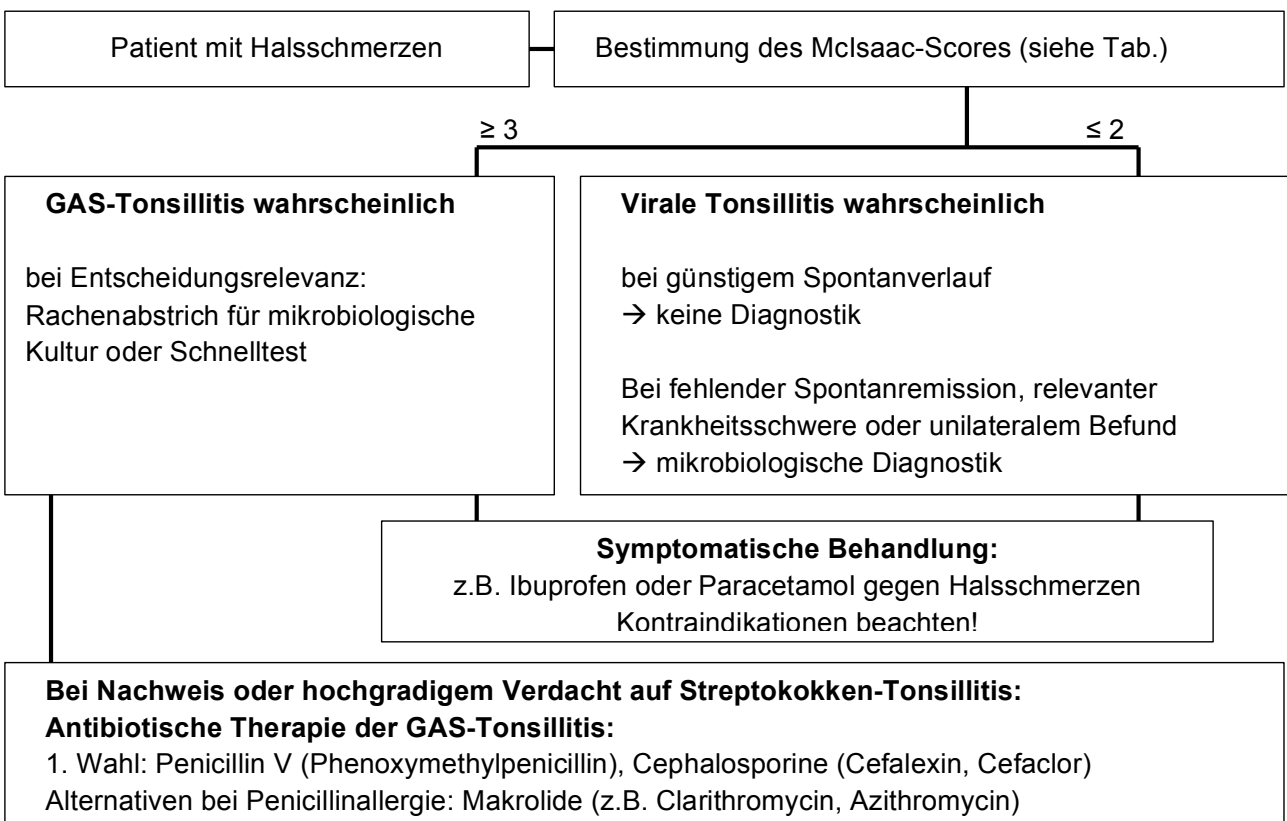 Patient mit Halsschmerzen
Bestimmung des McIsaac-Scores (siehe Tab.)
≥ 3
≤ 2
GAS-Tonsillitis wahrscheinlich
bei Entscheidungsrelevanz:
Rachenabstrich für mikrobiologische
Kultur oder Schnelltest
Virale Tonsillitis wahrscheinlich
bei günstigem Spontanverlauf
→ keine Diagnostik
Bei fehlender Spontanremission, relevanter
Krankheitsschwere oder unilateralem Befund
→ mikrobiologische Diagnostik
Symptomatische Behandlung:
z.B. Ibuprofen oder Paracetamol gegen Halsschmerzen
Kontraindikationen beachten!
Bei Nachweis oder hochgradigem Verdacht auf Streptokokken-Tonsillitis:
Antibiotische Therapie der GAS-Tonsillitis:
1. Wahl: Penicillin V (Phenoxymethylpenicillin), Cephalosporine (Cefalexin, Cefaclor)
Alternativen bei Penicillinallergie: Makrolide (z.B. Clarithromycin, Azithromycin)